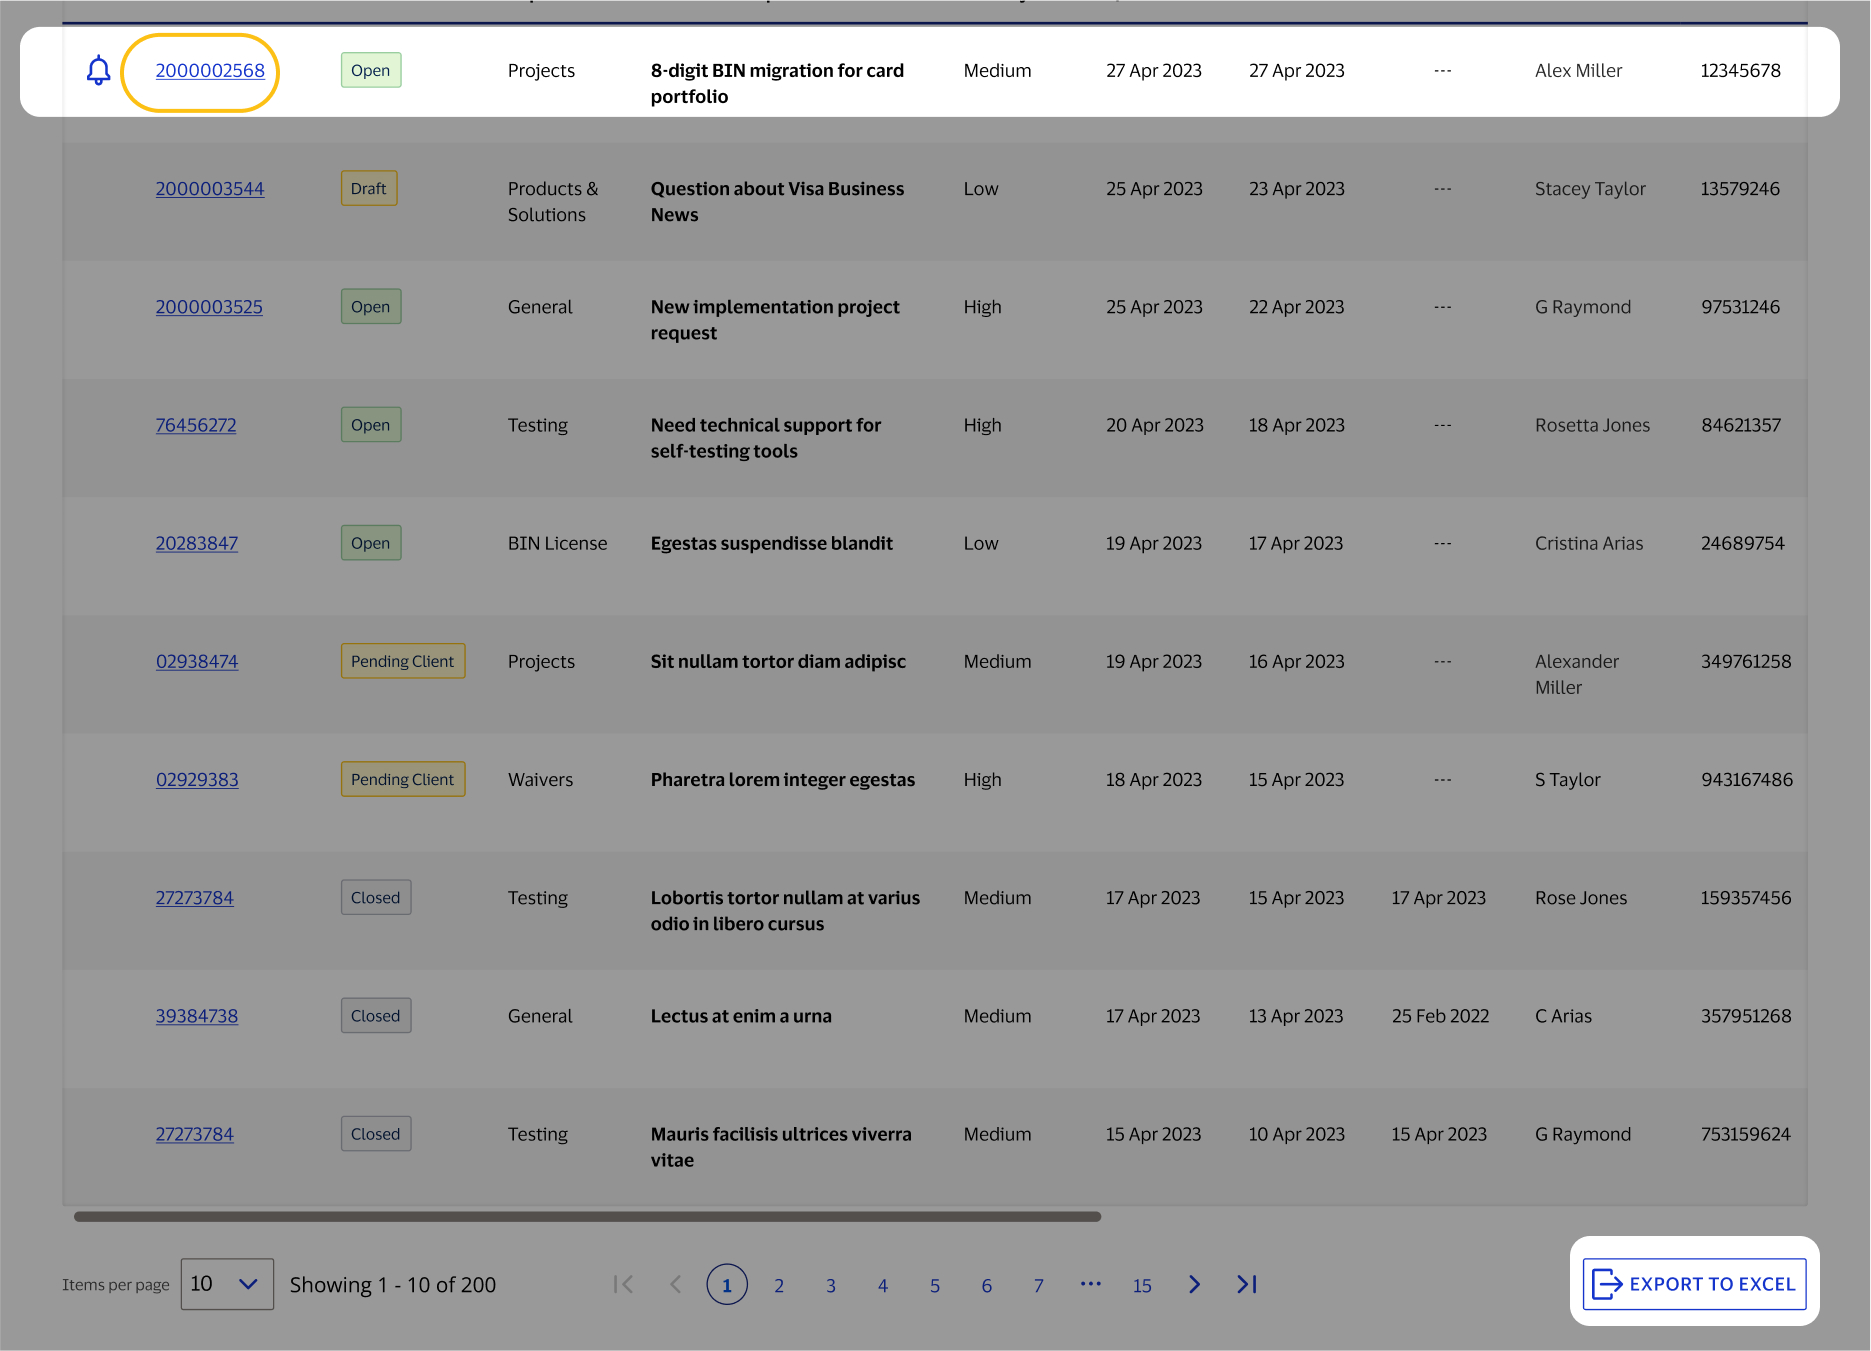 2000002568 Open Projects 8-digit BIN migration for card Medium 27 Apr 2023 27 Apr 2023 --- Alex Miller 12345678
portfolio
2000003544 Draft Products & Question about Visa Business Low 25 Apr 2023 23 Apr 2023 --- Stacey Taylor 13579246
Solutions News
2000003525 Open General New implementation project High 25 Apr 2023 22 Apr 2023 --- G Raymond 97531246
request
76456272 Open Testing Need technical support for High 20 Apr 2023 18 Apr 2023 --- Rosetta Jones 84621357
self-testing tools
20283847 Open BIN License Egestas suspendisse blandit Low 19 Apr 2023 17 Apr 2023 --- Cristina Arias 24689754
02938474 Pending Client Projects Sit nullam tortor diam adipisc Medium 19 Apr 2023 16 Apr 2023 --- Alexander 349761258
Miller
02929383 Pending Client Waivers Pharetra lorem integer egestas High 18 Apr 2023 15 Apr 2023 --- S Taylor 943167486
27273784 Closed Testing Lobortis tortor nullam at varius Medium 17 Apr 2023 15 Apr 2023 17 Apr 2023 Rose Jones 159357456
odio in libero cursus
39384738 Closed General Lectus at enim a urna Medium 17 Apr 2023 13 Apr 2023 25 Feb 2022 C Arias 357951268
27273784 Closed Testing Mauris facilisis ultrices viverra Medium 15 Apr 2023 10 Apr 2023 15 Apr 2023 G Raymond 753159624
vitae
Items per page 10 Showing 1 - 10 of 200 1 2 3 4 5 6 7 ... 15 EXPORT TO EXCEL